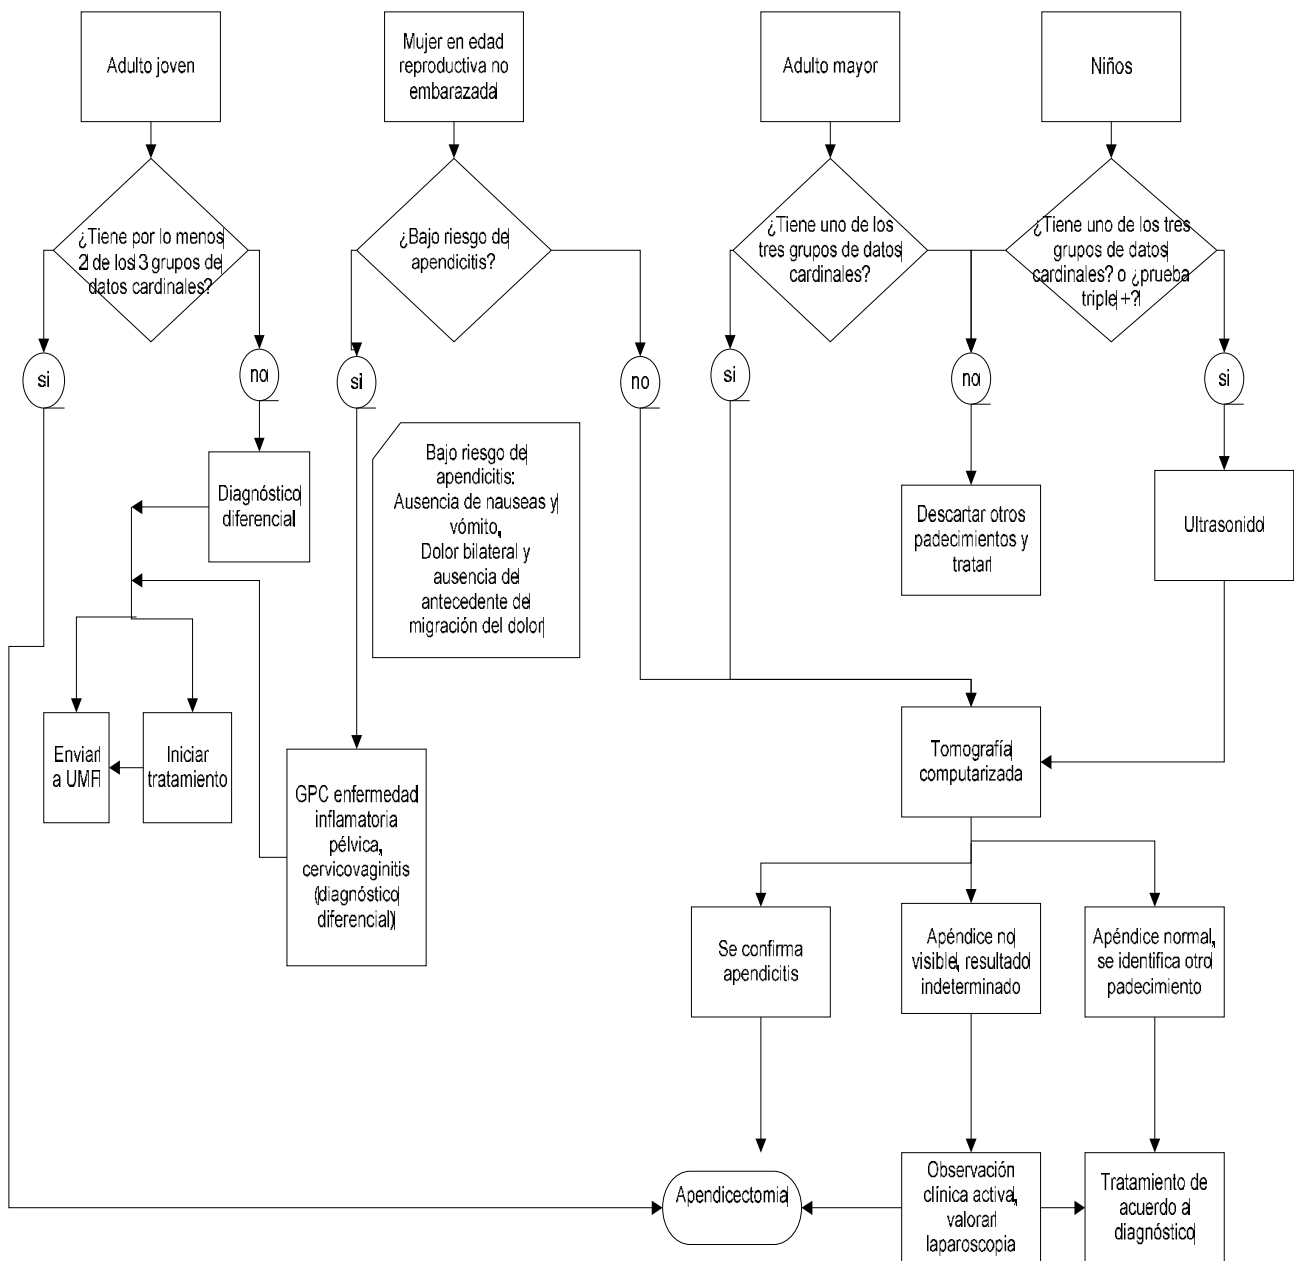 Adulto joven
Mujer en edad
reproductiva no
embarazada
Adulto mayor
Niños
¿Tiene por lo menos
2 de los 3 grupos de
datos cardinales?
¿Bajo riesgo de
apendicitis?
¿Tiene uno de los
tres grupos de datos
cardinales?
¿Tiene uno de los tres
grupos de datos
cardinales? o ¿prueba
triple +?
si
no
si
no
si
no
si
Diagnóstico
diferencial
Bajo riesgo de
apendicitis:
Ausencia de nauseas y
vómito,
Dolor bilateral y
ausencia del
antecedente de
migración del dolor
Descartar otros
padecimientos y
tratar
Ultrasonido
Enviar
a UMF
Iniciar
tratamiento
GPC enfermedad
inflamatoria
pélvica,
cervicovaginitis
(diagnóstico
diferencial)
Tomografía
computarizada
Se confirma
apendicitis
Apéndice no
visible, resultado
indeterminado
Apéndice normal,
se identifica otro
padecimiento
Apendicectomia
Observación
clínica activa,
valorar
laparoscopia
Tratamiento de
acuerdo a
diagnóstico